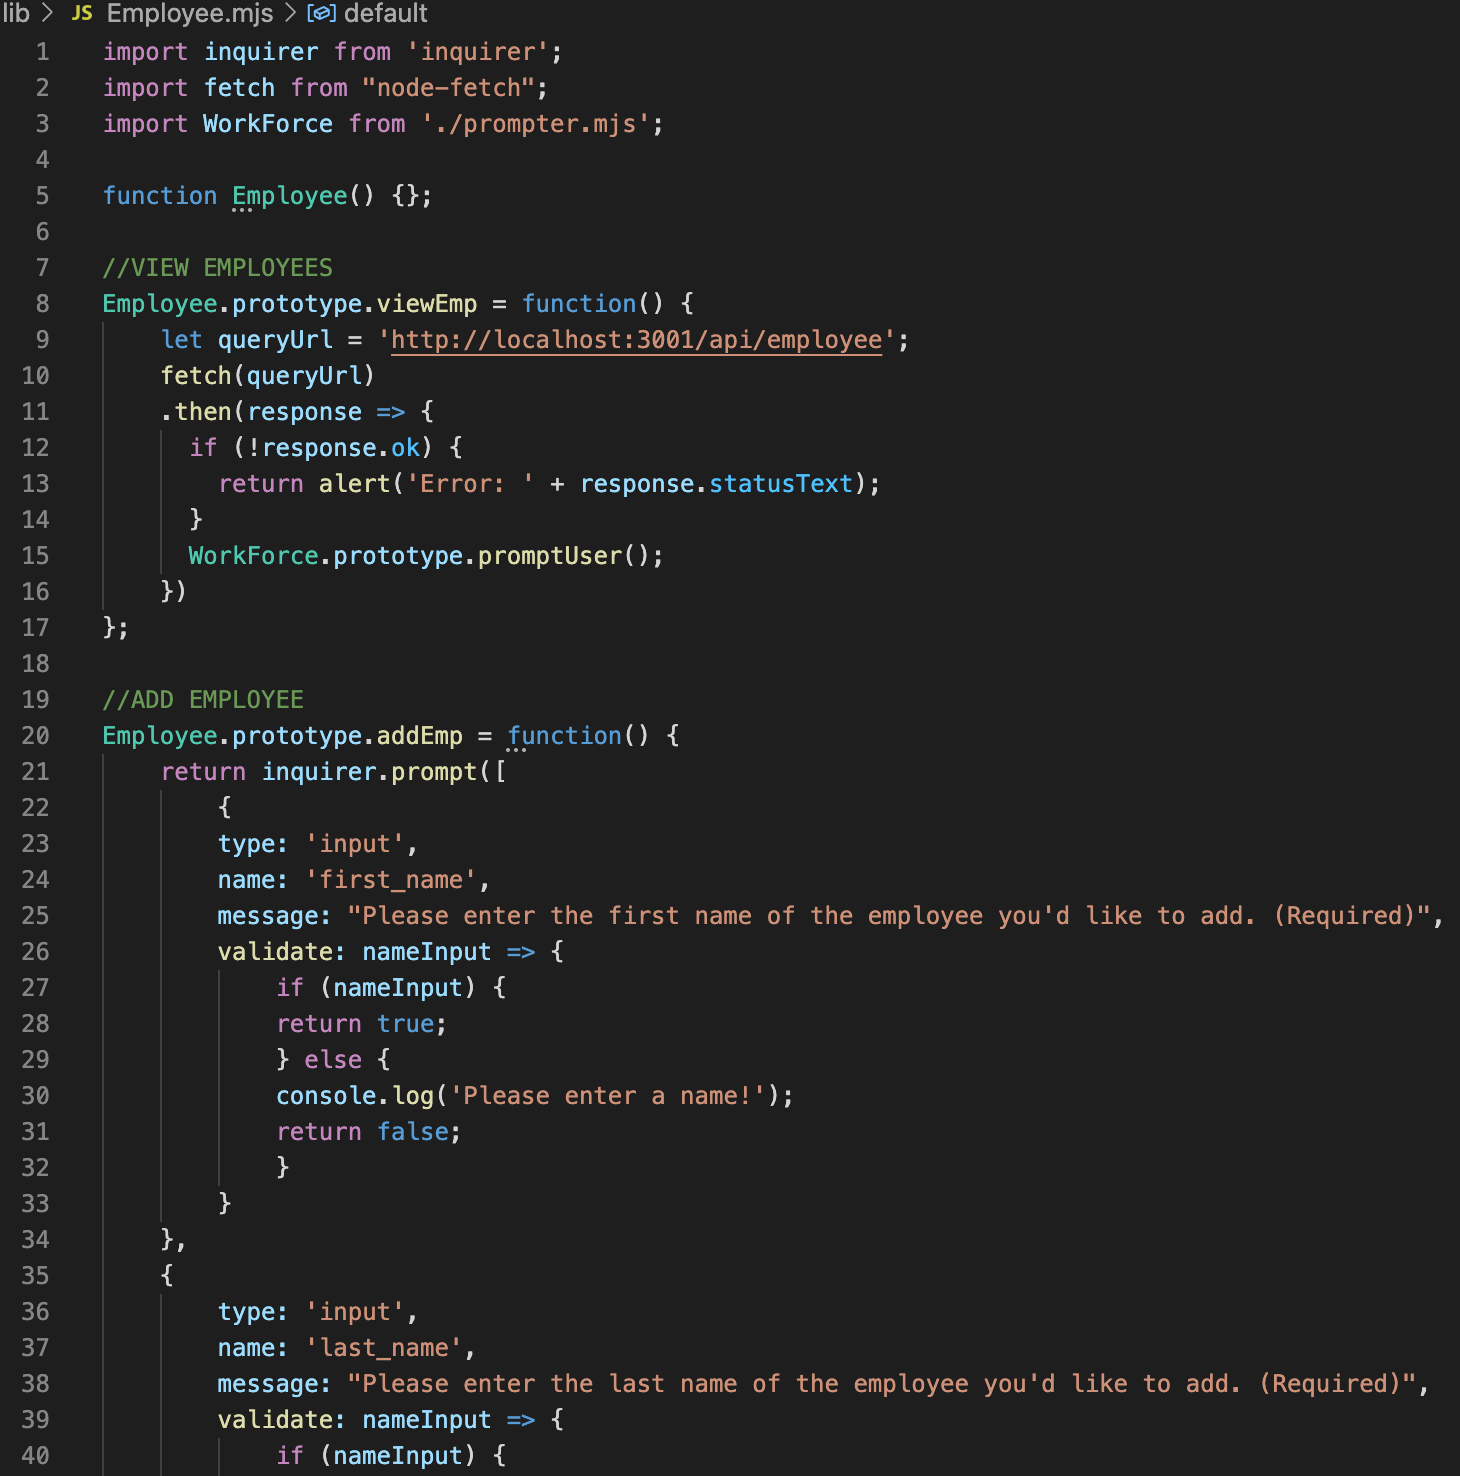 lib > JS Employee.mjs > default
1 import inquirer from 'inquirer';
2 import fetch from "node-fetch";
3 import WorkForce from './prompter.mjs';
4
5 function Employee() {};
6
7 //VIEW EMPLOYEES
8 Employee.prototype.viewEmp = function() {
9     let queryUrl = 'http://localhost:3001/api/employee';
10     fetch(queryUrl)
11     .then(response => {
12       if (!response.ok) {
13         return alert('Error: ' + response.statusText);
14       }
15       WorkForce.prototype.promptUser();
16     })
17 };
18
19 //ADD EMPLOYEE
20 Employee.prototype.addEmp = function() {
21     return inquirer.prompt([
22         {
23         type: 'input',
24         name: 'first_name',
25         message: "Please enter the first name of the employee you'd like to add. (Required)",
26         validate: nameInput => {
27             if (nameInput) {
28             return true;
29             } else {
30             console.log('Please enter a name!');
31             return false;
32             }
33         }
34     },
35     {
36         type: 'input',
37         name: 'last_name',
38         message: "Please enter the last name of the employee you'd like to add. (Required)",
39         validate: nameInput => {
40             if (nameInput) {